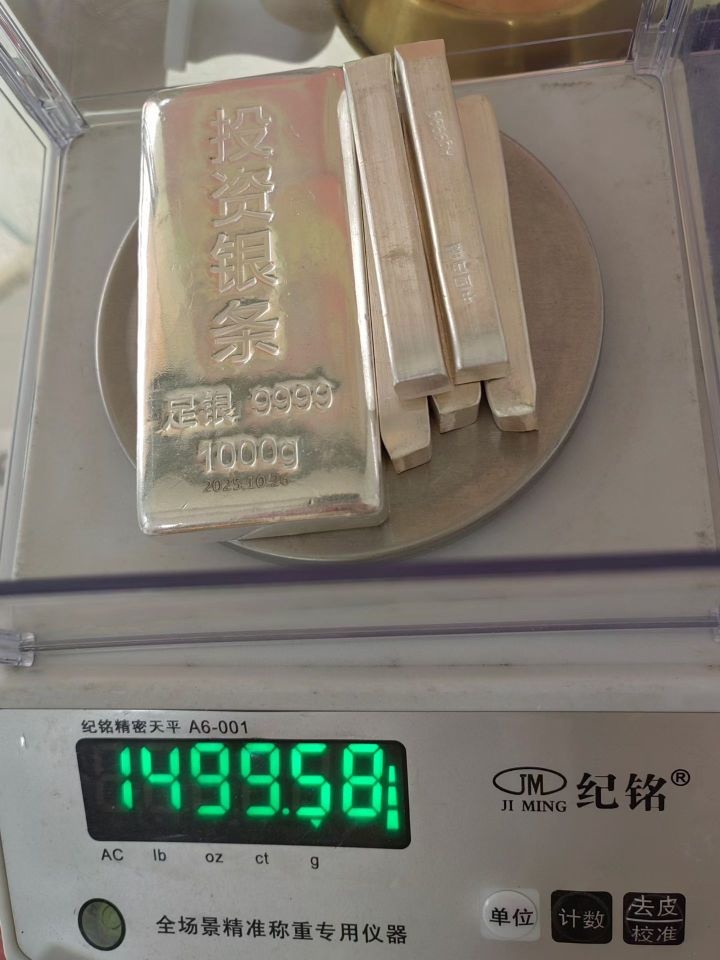 投资银条
足银 9999
1000g
2025.10.26
纪铭精密天平 A6-001
1499.58
AC lb oz ct g
JM
JI MING
纪铭®
全场景精准称重专用仪器
单位
计数
去皮
校准